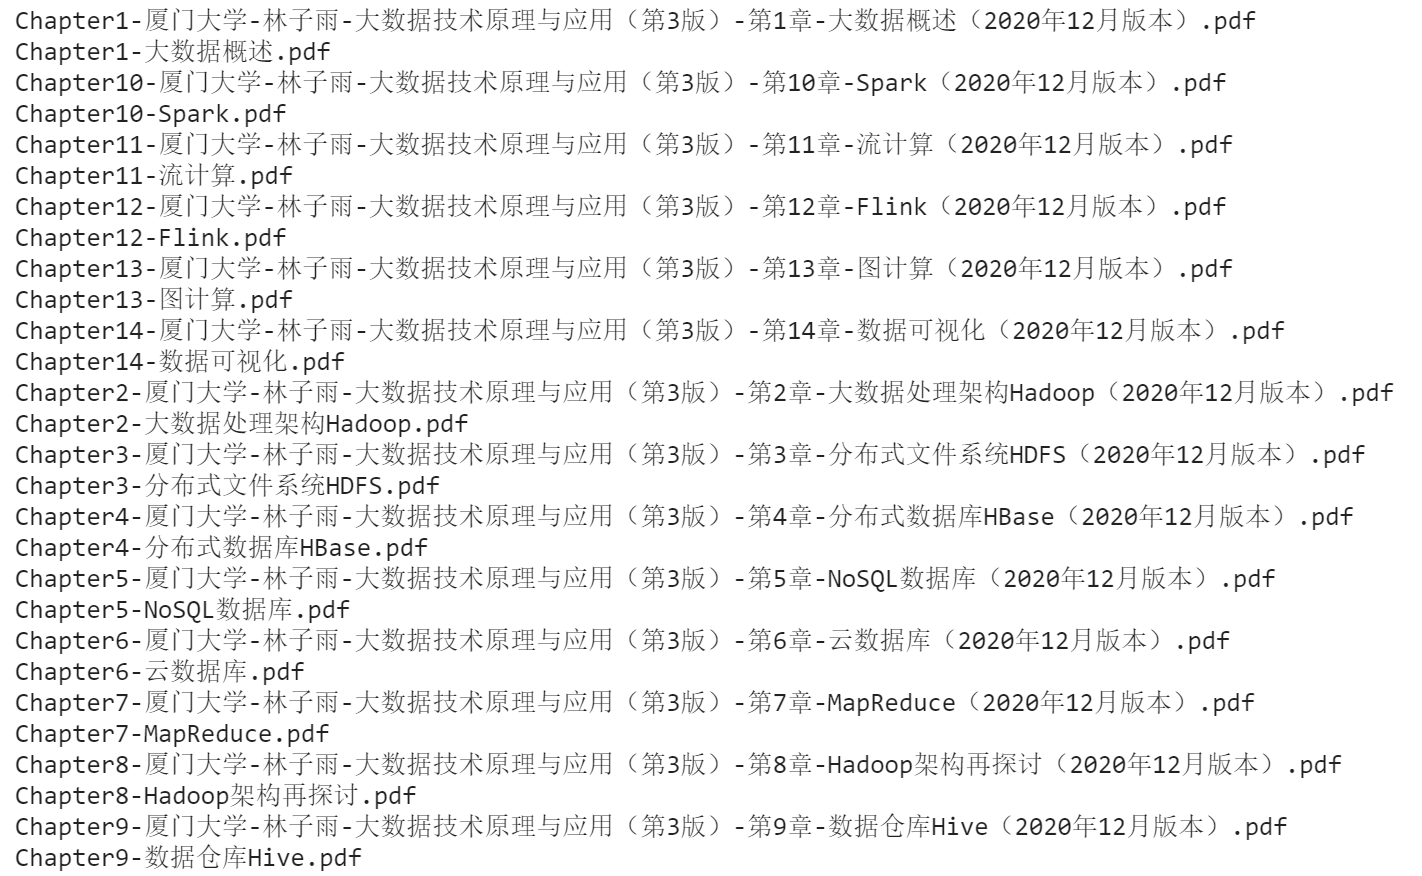 Chapter1-厦门大学-林子雨-大数据技术原理与应用（第3版）-第1章-大数据概述（2020年12月版本）.pdf
Chapter1-大数据概述.pdf
Chapter10-厦门大学-林子雨-大数据技术原理与应用（第3版）-第10章-Spark（2020年12月版本）.pdf
Chapter10-Spark.pdf
Chapter11-厦门大学-林子雨-大数据技术原理与应用（第3版）-第11章-流计算（2020年12月版本）.pdf
Chapter11-流计算.pdf
Chapter12-厦门大学-林子雨-大数据技术原理与应用（第3版）-第12章-Flink（2020年12月版本）.pdf
Chapter12-Flink.pdf
Chapter13-厦门大学-林子雨-大数据技术原理与应用（第3版）-第13章-图计算（2020年12月版本）.pdf
Chapter13-图计算.pdf
Chapter14-厦门大学-林子雨-大数据技术原理与应用（第3版）-第14章-数据可视化（2020年12月版本）.pdf
Chapter14-数据可视化.pdf
Chapter2-厦门大学-林子雨-大数据技术原理与应用（第3版）-第2章-大数据处理架构Hadoop（2020年12月版本）.pdf
Chapter2-大数据处理架构Hadoop.pdf
Chapter3-厦门大学-林子雨-大数据技术原理与应用（第3版）-第3章-分布式文件系统HDFS（2020年12月版本）.pdf
Chapter3-分布式文件系统HDFS.pdf
Chapter4-厦门大学-林子雨-大数据技术原理与应用（第3版）-第4章-分布式数据库HBase（2020年12月版本）.pdf
Chapter4-分布式数据库HBase.pdf
Chapter5-厦门大学-林子雨-大数据技术原理与应用（第3版）-第5章-NoSQL数据库（2020年12月版本）.pdf
Chapter5-NoSQL数据库.pdf
Chapter6-厦门大学-林子雨-大数据技术原理与应用（第3版）-第6章-云数据库（2020年12月版本）.pdf
Chapter6-云数据库.pdf
Chapter7-厦门大学-林子雨-大数据技术原理与应用（第3版）-第7章-MapReduce（2020年12月版本）.pdf
Chapter7-MapReduce.pdf
Chapter8-厦门大学-林子雨-大数据技术原理与应用（第3版）-第8章-Hadoop架构再探讨（2020年12月版本）.pdf
Chapter8-Hadoop架构再探讨.pdf
Chapter9-厦门大学-林子雨-大数据技术原理与应用（第3版）-第9章-数据仓库Hive（2020年12月版本）.pdf
Chapter9-数据仓库Hive.pdf